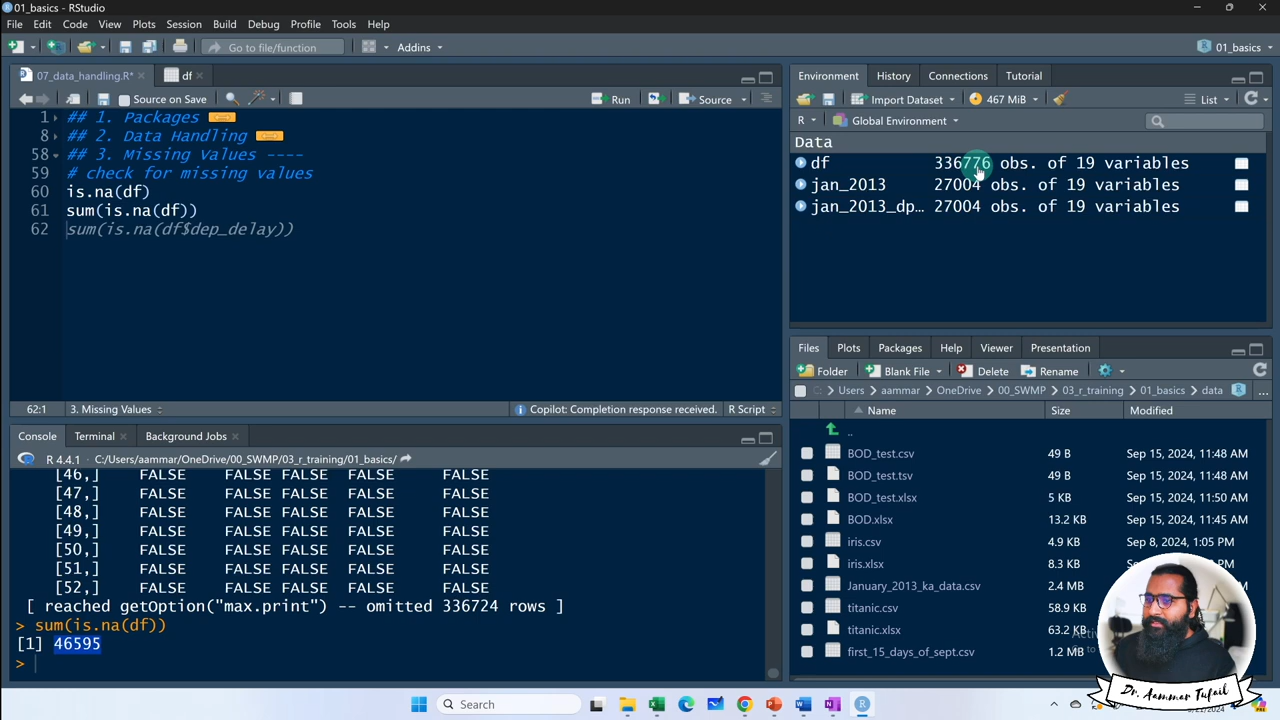 01_basics - RStudio
File Edit Code View Plots Session Build Debug Profile Tools Help
Go to file/function Addins 01_basics
07_data_handling.R* df
Source on Save Run Source
1 ## 1. Packages
8 ## 2. Data Handling
58 ## 3. Missing Values ----
59 # check for missing values
60 is.na(df)
61 sum(is.na(df))
62 sum(is.na(df$dep_delay))
62:1 3. Missing Values Copilot: Completion response received. R Script
Console Terminal Background Jobs
R 4.4.1 · C:/Users/aammar/OneDrive/00_SWMP/03_r_training/01_basics/
[46,] FALSE FALSE FALSE FALSE FALSE
[47,] FALSE FALSE FALSE FALSE FALSE
[48,] FALSE FALSE FALSE FALSE FALSE
[49,] FALSE FALSE FALSE FALSE FALSE
[50,] FALSE FALSE FALSE FALSE FALSE
[51,] FALSE FALSE FALSE FALSE FALSE
[52,] FALSE FALSE FALSE FALSE FALSE
[ reached getOption("max.print") -- omitted 336724 rows ]
> sum(is.na(df))
[1] 46595
>
Environment History Connections Tutorial
Import Dataset 467 MiB List
R Global Environment
Data
df 336776 obs. of 19 variables
jan_2013 27004 obs. of 19 variables
jan_2013_dp… 27004 obs. of 19 variables
Files Plots Packages Help Viewer Presentation
Folder Blank File Delete Rename
C: Users aammar OneDrive 00_SWMP 03_r_training 01_basics data ...
Name Size Modified
..
BOD_test.csv 49 B Sep 15, 2024, 11:48 AM
BOD_test.tsv 49 B Sep 15, 2024, 11:48 AM
BOD_test.xlsx 5 KB Sep 15, 2024, 11:50 AM
BOD.xlsx 13.2 KB Sep 15, 2024, 11:45 AM
iris.csv 4.9 KB Sep 8, 2024, 1:05 PM
iris.xlsx 8.3 KB Sep
January_2013_ka_data.csv 2.4 MB
titanic.csv 58.9 KB
titanic.xlsx 63.2 KB
first_15_days_of_sept.csv 1.2 MB
Dr. Aammar Tufail
Search